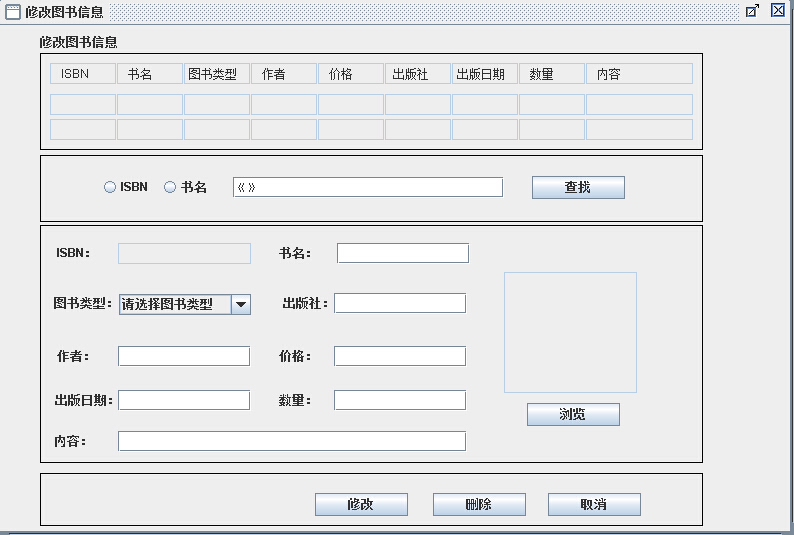 修改图书信息
修改图书信息
ISBN 书名 图书类型 作者 价格 出版社 出版日期 数量 内容
ISBN 书名 《》 查找
ISBN： 书名：
图书类型： 请选择图书类型 出版社：
作者： 价格：
出版日期： 数量：
浏览
内容：
修改 删除 取消